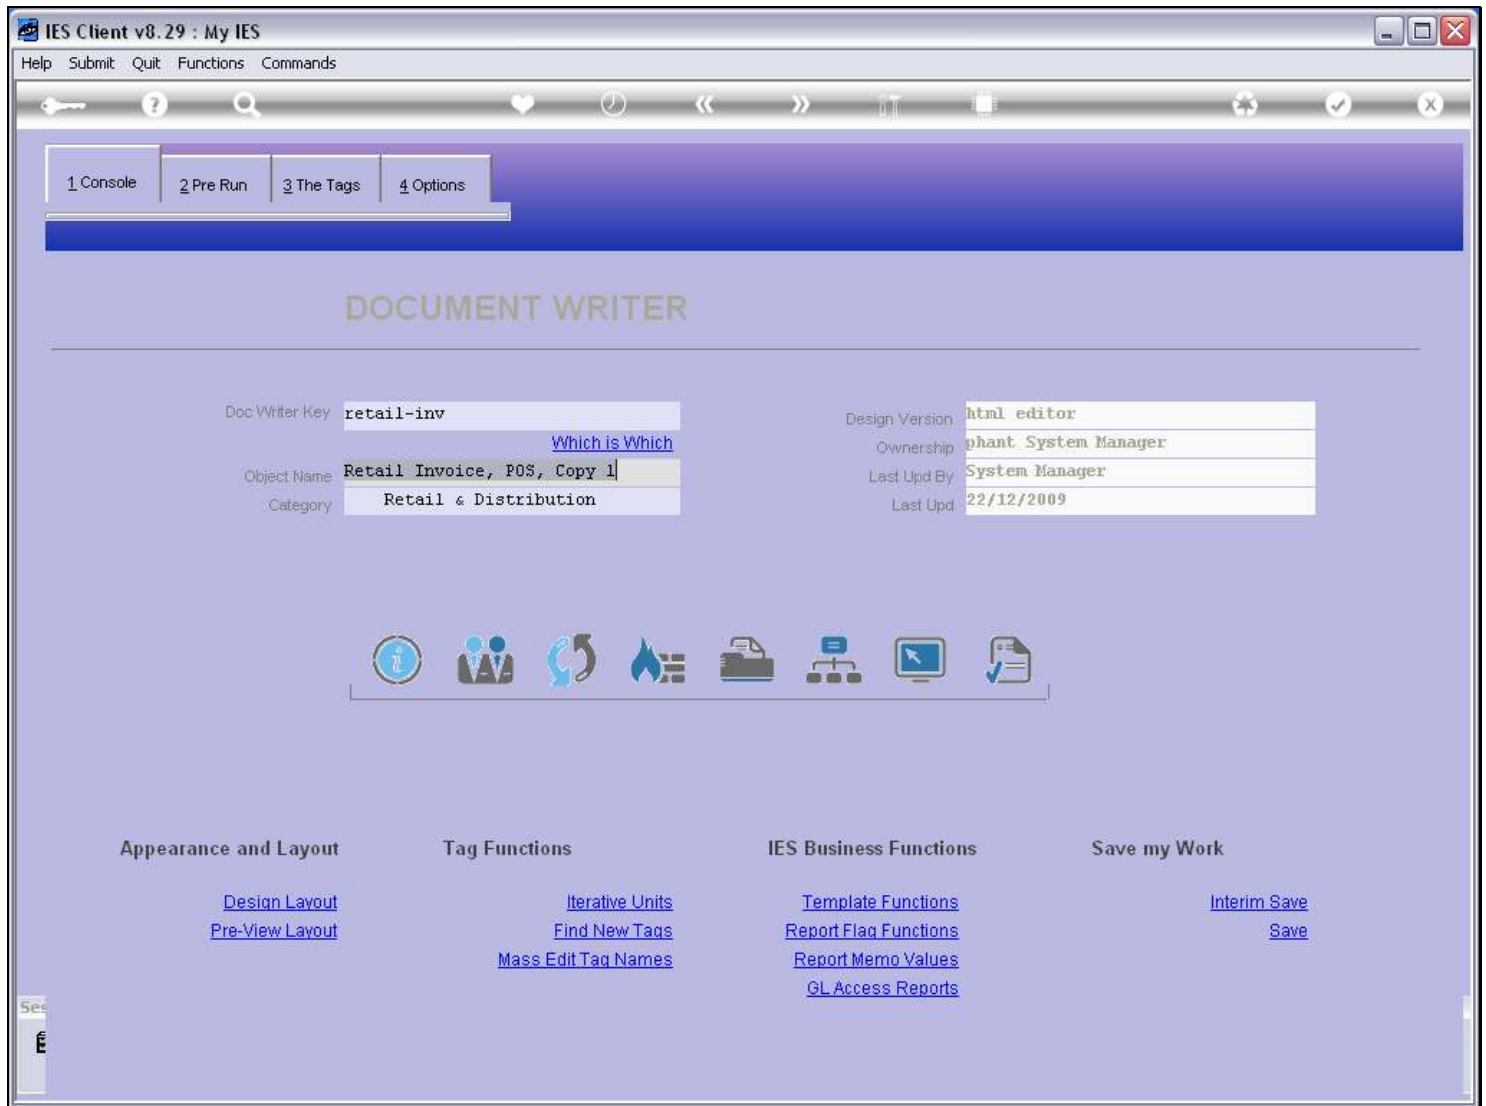 IES Client v8.29 : My IES
Help Submit Quit Functions Commands
1 Console 2 Pre Run 3 The Tags 4 Options
DOCUMENT WRITER
Doc Writer Key retail-inv Design Version html editor
Which is Which Ownership phant System Manager
Object Name Retail Invoice, POS, Copy 1 Last Upd By System Manager
Category Retail & Distribution Last Upd 22/12/2009
Appearance and Layout Tag Functions IES Business Functions Save my Work
Design Layout Iterative Units Template Functions Interim Save
Pre-View Layout Find New Tags Report Flag Functions Save
Mass Edit Tag Names Report Memo Values
GL Access Reports
Ses